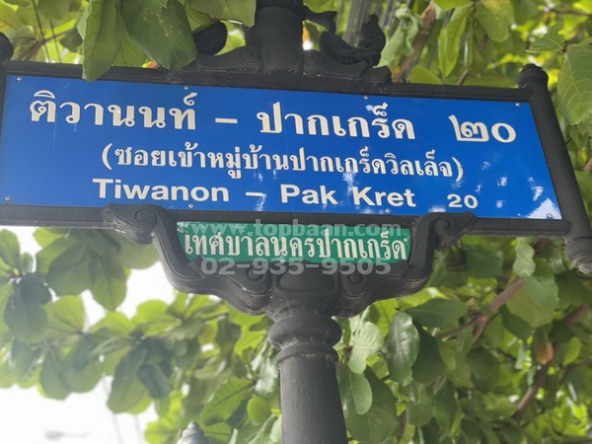 ติวานนท์ - ปากเกร็ด ๒๐
(ซอยเข้าหมู่บ้านปากเกร็ดวิลเล็จ)
Tiwanon - Pak Kret 20
www.topbaan.com
เทศบาลนครปากเกร็ด
02-935-9505